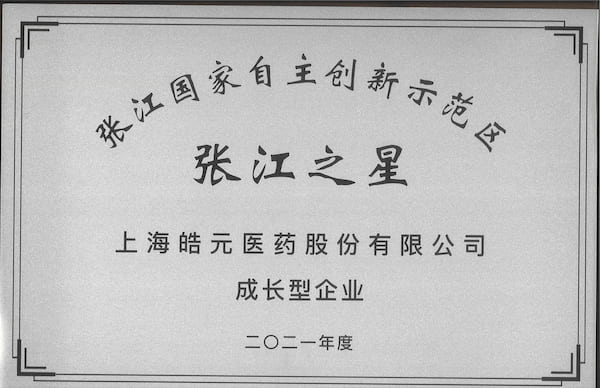 张江国家自主创新示范区
张江之星
上海皓元医药股份有限公司
成长型企业
二〇二一年度